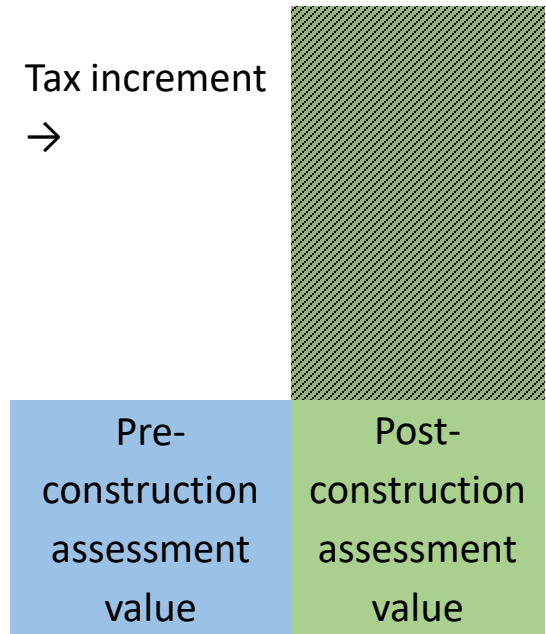 Tax increment
→
Pre-
construction
assessment
value
Post-
construction
assessment
value